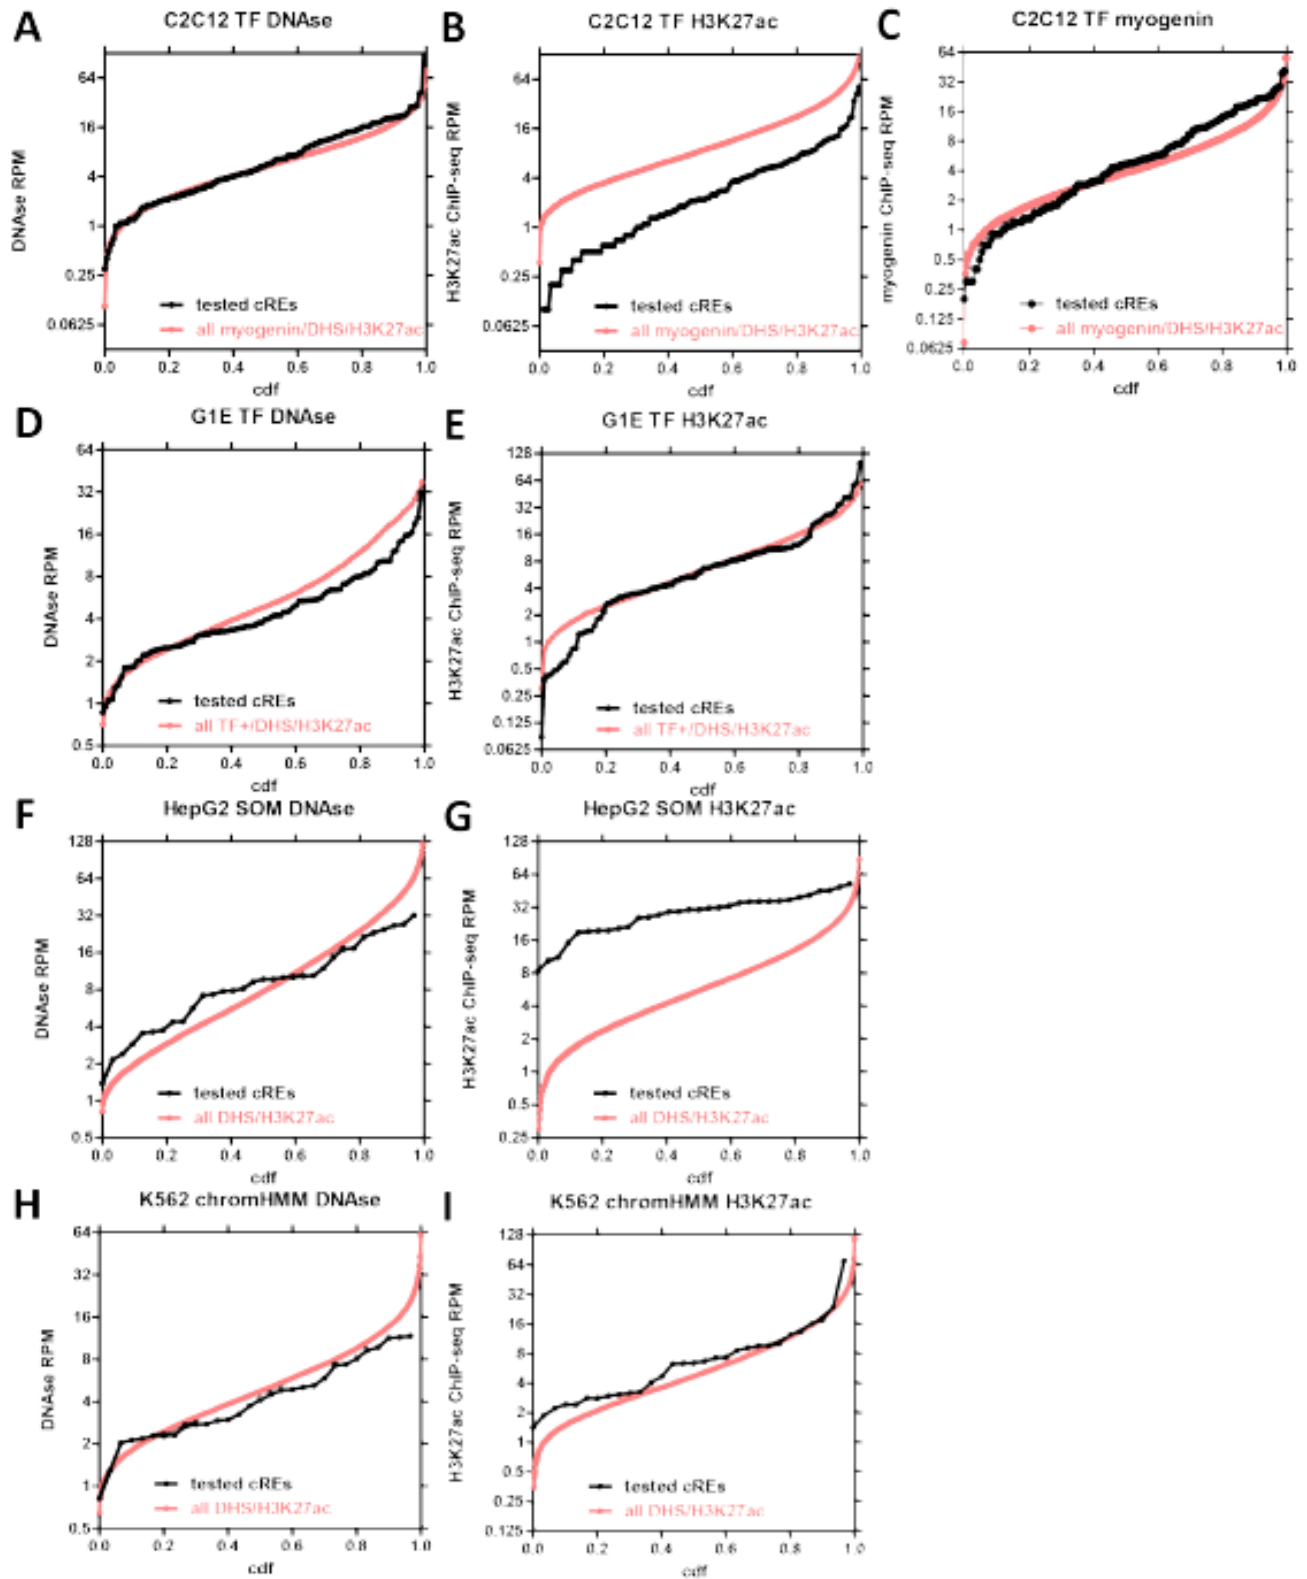 A
C2C12 TF DNAse
DNAse RPM
64
16
4
1
0.25
0.0625
tested cREs
all myogenin/DHS/H3K27ac
0.0 0.2 0.4 0.6 0.8 1.0
cdf
B
C2C12 TF H3K27ac
H3K27ac ChIP-seq RPM
64
16
4
1
0.25
0.0625
tested cREs
all myogenin/DHS/H3K27ac
0.0 0.2 0.4 0.6 0.8 1.0
cdf
C
C2C12 TF myogenin
myogenin ChIP-seq RPM
64
32
16
8
4
2
1
0.5
0.25
0.125
0.0625
tested cREs
all myogenin/DHS/H3K27ac
0.0 0.2 0.4 0.6 0.8 1.0
cdf
D
G1E TF DNAse
DNAse RPM
64
32
16
8
4
2
1
0.5
tested cREs
all TF+/DHS/H3K27ac
0.0 0.2 0.4 0.6 0.8 1.0
cdf
E
G1E TF H3K27ac
H3K27ac ChIP-seq RPM
128
64
32
16
8
4
2
1
0.5
0.25
0.125
0.0625
tested cREs
all TF+/DHS/H3K27ac
0.0 0.2 0.4 0.6 0.8 1.0
cdf
F
HepG2 SOM DNAse
DNAse RPM
128
64
32
16
8
4
2
1
0.5
tested cREs
all DHS/H3K27ac
0.0 0.2 0.4 0.6 0.8 1.0
cdf
G
HepG2 SOM H3K27ac
H3K27ac ChIP-seq RPM
128
64
32
16
8
4
2
1
0.5
0.25
tested cREs
all DHS/H3K27ac
0.0 0.2 0.4 0.6 0.8 1.0
cdf
H
K562 chromHMM DNAse
DNAse RPM
64
32
16
8
4
2
1
0.5
tested cREs
all DHS/H3K27ac
0.0 0.2 0.4 0.6 0.8 1.0
cdf
I
K562 chromHMM H3K27ac
H3K27ac ChIP-seq RPM
128
64
32
16
8
4
2
1
0.5
0.25
0.125
tested cREs
all DHS/H3K27ac
0.0 0.2 0.4 0.6 0.8 1.0
cdf